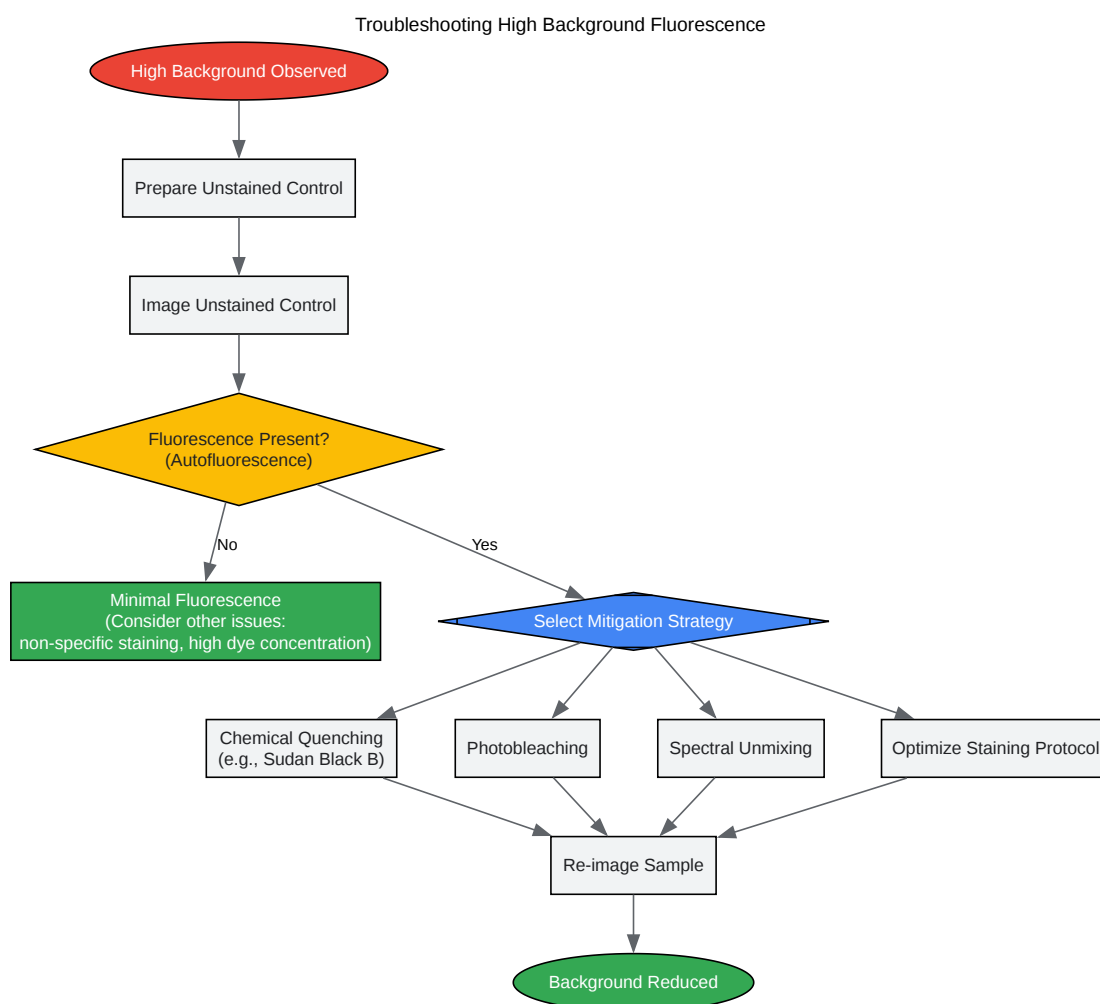 Troubleshooting High Background Fluorescence
High Background Observed
Prepare Unstained Control
Image Unstained Control
Fluorescence Present?
(Autofluorescence)
No
Yes
Minimal Fluorescence
(Consider other issues:
non-specific staining, high dye concentration)
Select Mitigation Strategy
Chemical Quenching
(e.g., Sudan Black B)
Photobleaching
Spectral Unmixing
Optimize Staining Protocol
Re-image Sample
Background Reduced